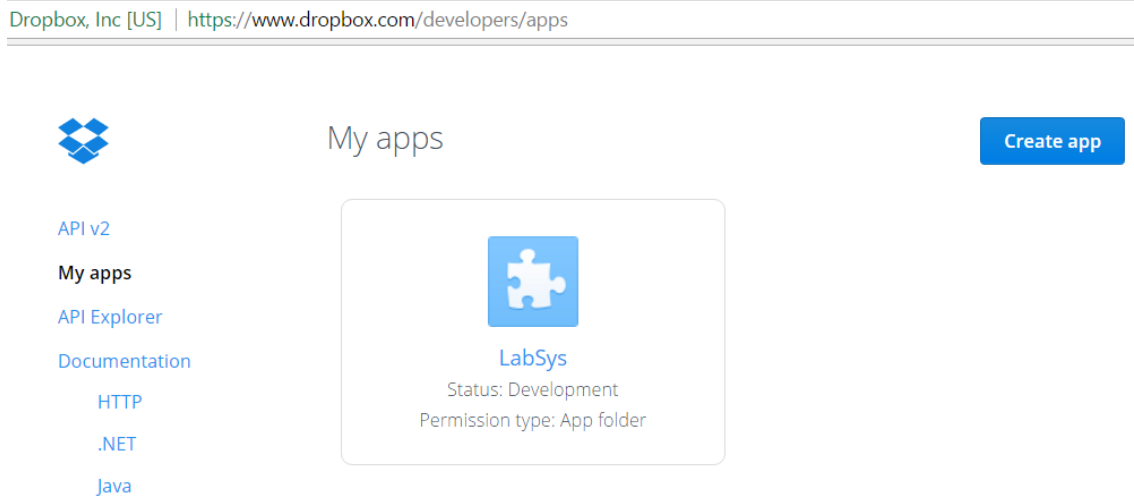 Dropbox, Inc [US] | https://www.dropbox.com/developers/apps
My apps
Create app
API v2
My apps
API Explorer
Documentation
HTTP
.NET
Java
LabSys
Status: Development
Permission type: App folder